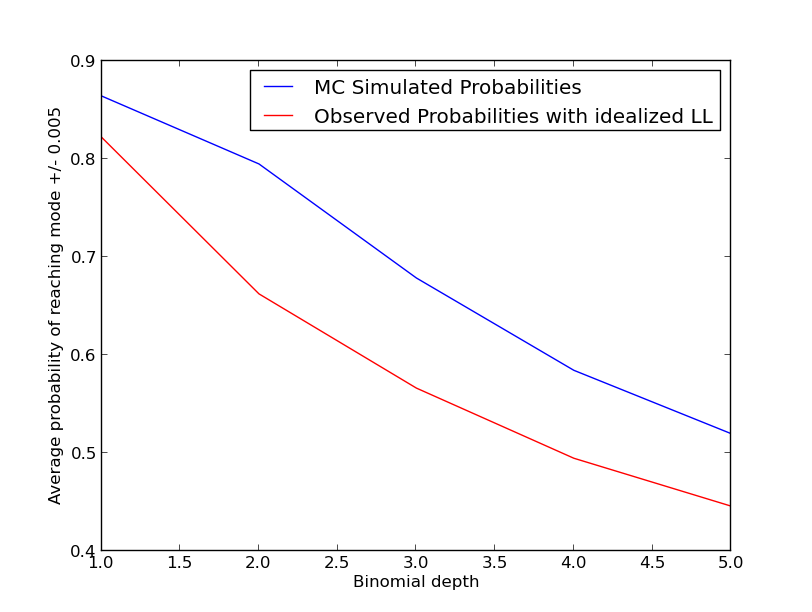 MC Simulated Probabilities
Observed Probabilities with idealized LL
Average probability of reaching mode +/- 0.005
0.9
0.8
0.7
0.6
0.5
0.4
1.0 1.5 2.0 2.5 3.0 3.5 4.0 4.5 5.0
Binomial depth